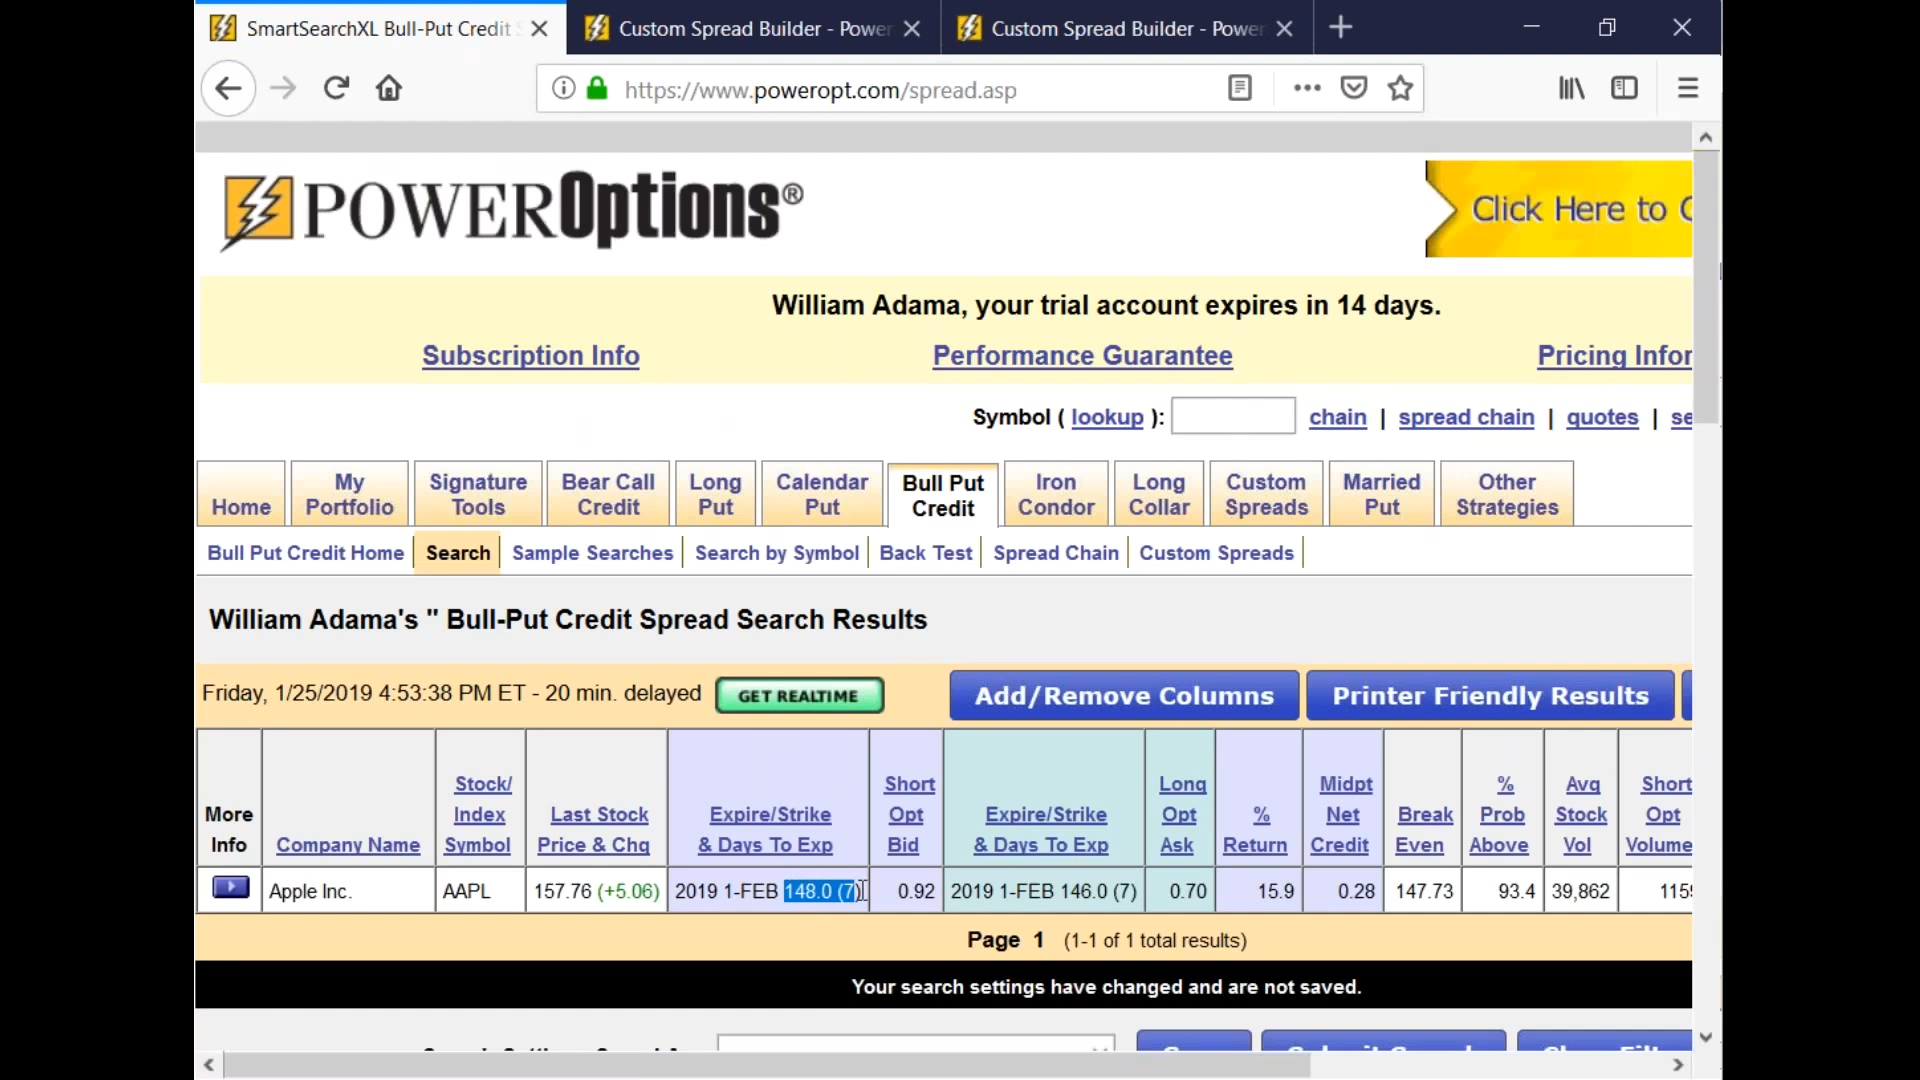 SmartSearchXL Bull-Put Credit
Custom Spread Builder - Power
Custom Spread Builder - Power
https://www.poweropt.com/spread.asp
POWEROptions®
Click Here to
William Adama, your trial account expires in 14 days.
Subscription Info Performance Guarantee Pricing Infor
Symbol ( lookup ): chain | spread chain | quotes | se
Home My Portfolio Signature Tools Bear Call Credit Long Put Calendar Put Bull Put Credit Iron Condor Long Collar Custom Spreads Married Put Other Strategies
Bull Put Credit Home Search Sample Searches Search by Symbol Back Test Spread Chain Custom Spreads
William Adama's " Bull-Put Credit Spread Search Results
Friday, 1/25/2019 4:53:38 PM ET - 20 min. delayed GET REALTIME Add/Remove Columns Printer Friendly Results
More Info Company Name Stock/ Index Symbol Last Stock Price & Chg Expire/Strike & Days To Exp Short Opt Bid Expire/Strike & Days To Exp Long Opt Ask % Return Midpt Net Credit Break Even % Prob Above Avg Stock Vol Short Opt Volume
Apple Inc. AAPL 157.76 (+5.06) 2019 1-FEB 148.0 (7) 0.92 2019 1-FEB 146.0 (7) 0.70 15.9 0.28 147.73 93.4 39,862 115
Page 1 (1-1 of 1 total results)
Your search settings have changed and are not saved.